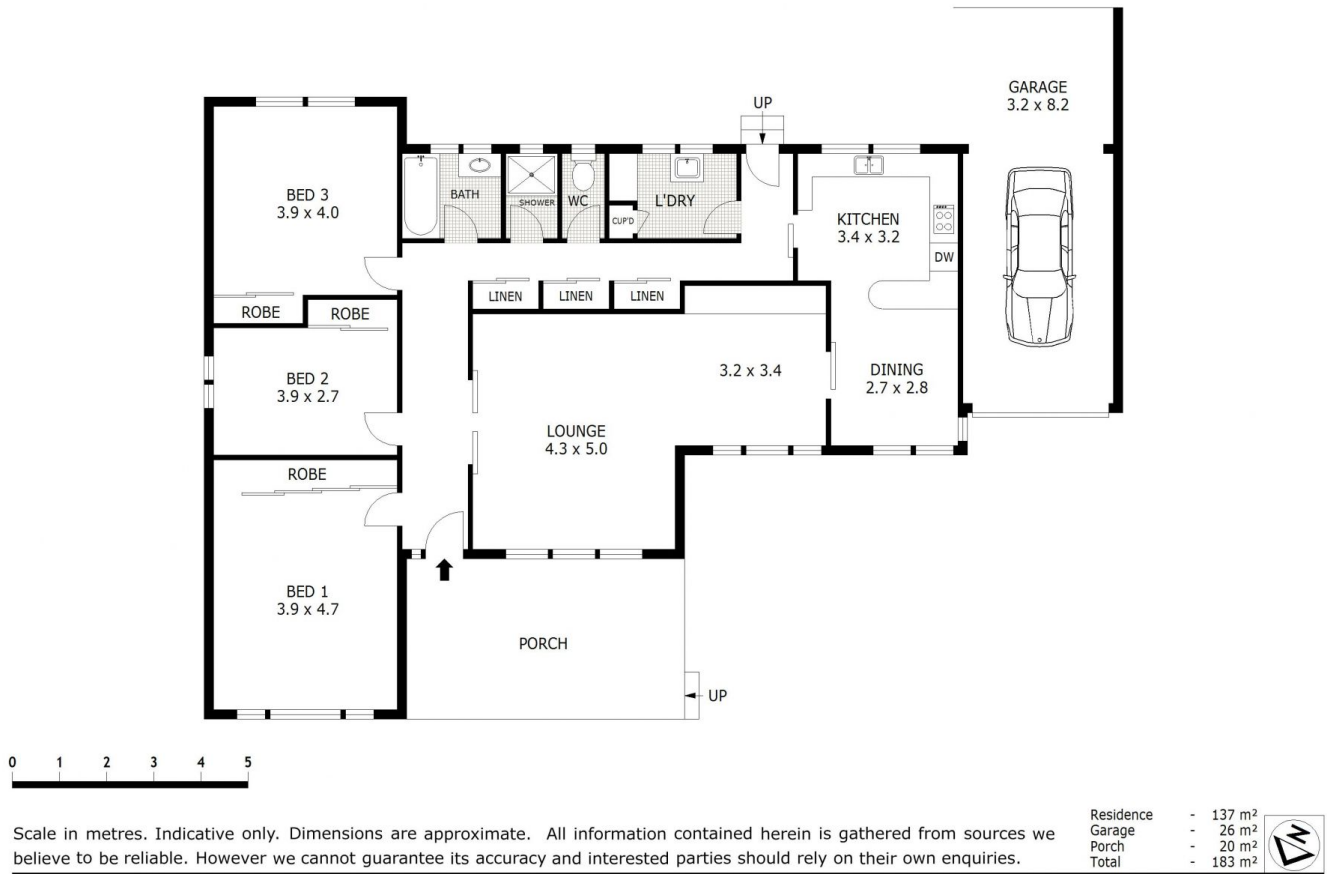 GARAGE
3.2 x 8.2
UP
BED 3
3.9 x 4.0
BATH
SHOWER
WC
L'DRY
CUP'D
KITCHEN
3.4 x 3.2
DW
LINEN
LINEN
LINEN
ROBE
ROBE
BED 2
3.9 x 2.7
3.2 x 3.4
DINING
2.7 x 2.8
LOUNGE
4.3 x 5.0
ROBE
BED 1
3.9 x 4.7
PORCH
UP
0 1 2 3 4 5
Scale in metres. Indicative only. Dimensions are approximate. All information contained herein is gathered from sources we
believe to be reliable. However we cannot guarantee its accuracy and interested parties should rely on their own enquiries.
Residence - 137 m²
Garage - 26 m²
Porch - 20 m²
Total - 183 m²
N